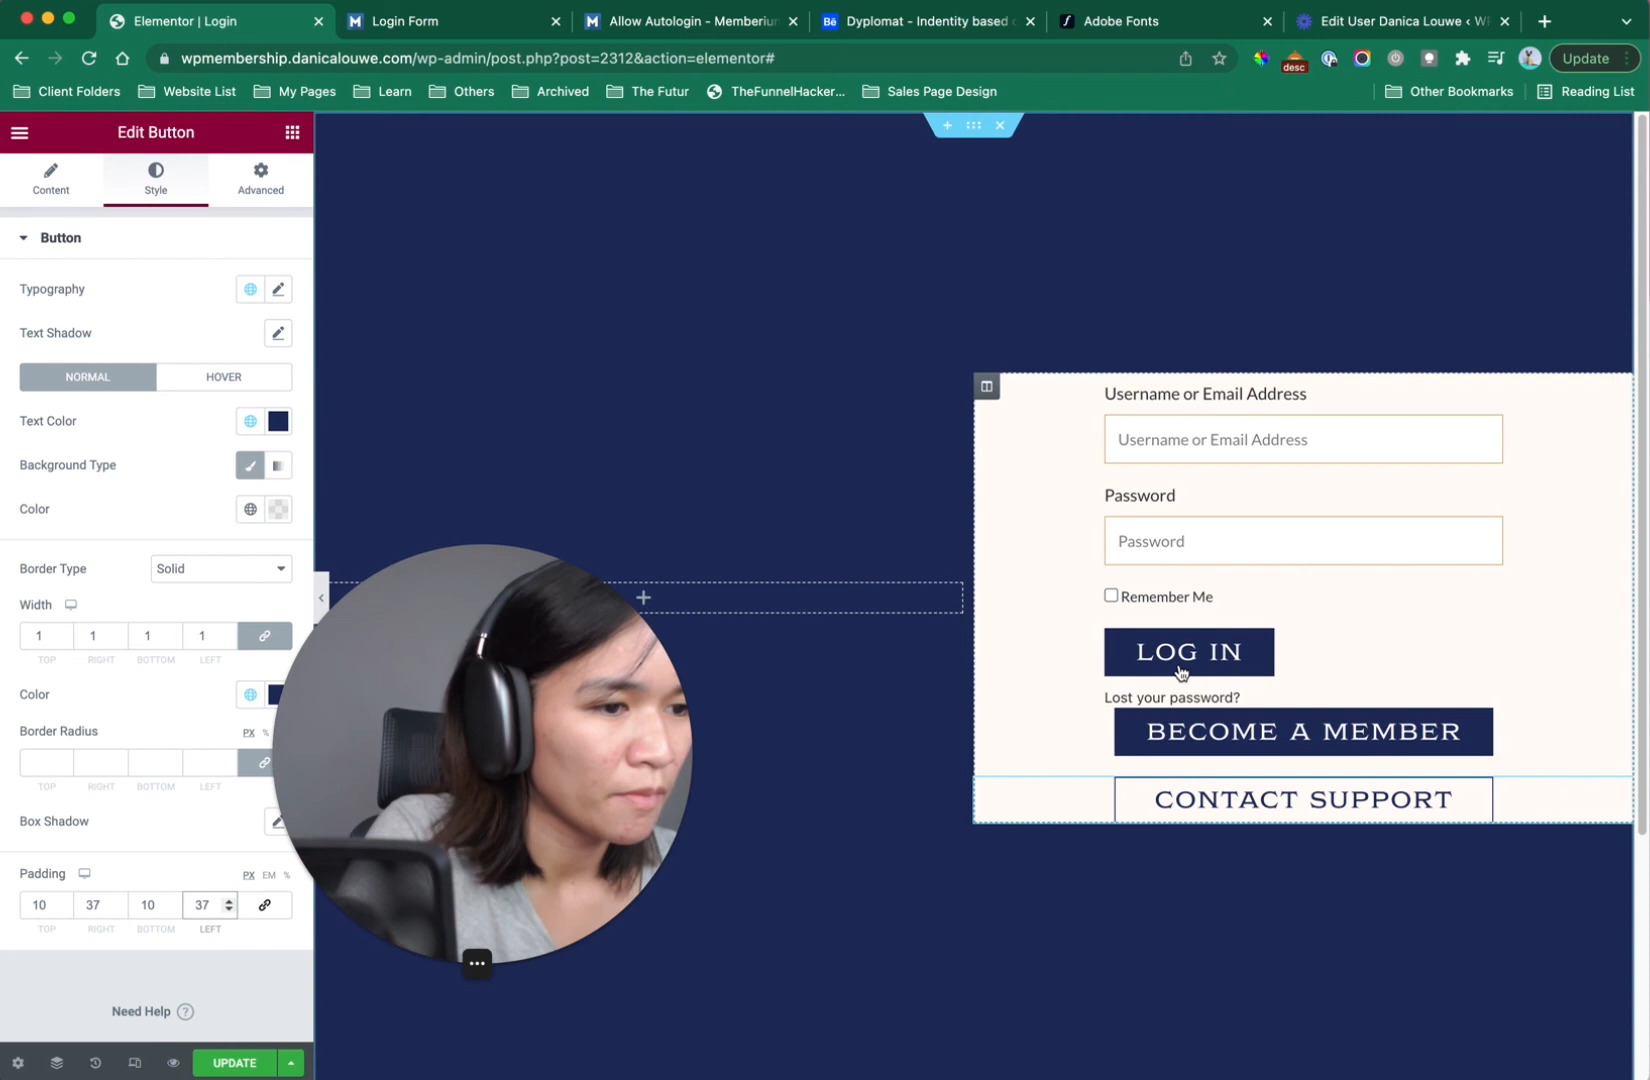 Elementor | Login
Login Form
Allow Autologin - Memberium
Dyplomat - Indentity based
Adobe Fonts
Edit User Danica Louwe ‹ W
wpmembership.danicalouwe.com/wp-admin/post.php?post=2312&action=elementor#
desc
Update
Client Folders
Website List
My Pages
Learn
Others
Archived
The Futur
TheFunnelHacker...
Sales Page Design
Other Bookmarks
Reading List
Edit Button
Content
Style
Advanced
Button
Typography
Text Shadow
NORMAL
HOVER
Text Color
Background Type
Color
Border Type
Solid
Width
1 1 1 1
TOP RIGHT BOTTOM LEFT
Color
Border Radius
PX %
TOP RIGHT BOTTOM LEFT
Box Shadow
Padding
PX EM %
10 37 10 37
TOP RIGHT BOTTOM LEFT
Need Help
UPDATE
Username or Email Address
Username or Email Address
Password
Password
Remember Me
LOG IN
Lost your password?
BECOME A MEMBER
CONTACT SUPPORT